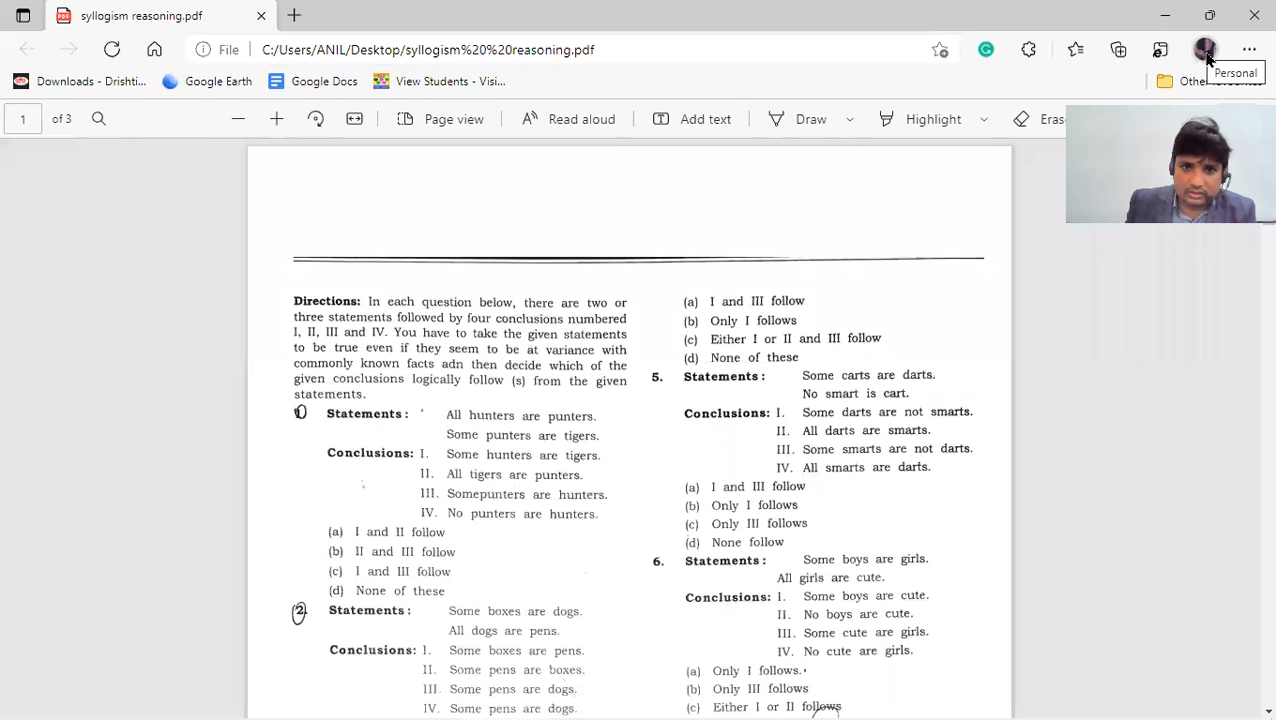 syllogism reasoning.pdf
File C:/Users/ANIL/Desktop/syllogism%20%20reasoning.pdf
Personal
Downloads - Drishti... Google Earth Google Docs View Students - Visi...
1 of 3 Page view Read aloud Add text Draw Highlight
Directions: In each question below, there are two or
three statements followed by four conclusions numbered
I, II, III and IV. You have to take the given statements
to be true even if they seem to be at variance with
commonly known facts adn then decide which of the
given conclusions logically follow (s) from the given
statements.
1 Statements: All hunters are punters.
Some punters are tigers.
Conclusions: I. Some hunters are tigers.
II. All tigers are punters.
III. Somepunters are hunters.
IV. No punters are hunters.
(a) I and II follow
(b) II and III follow
(c) I and III follow
(d) None of these
2. Statements: Some boxes are dogs.
All dogs are pens.
Conclusions: I. Some boxes are pens.
II. Some pens are boxes.
III. Some pens are dogs.
IV. Some pens are dogs.
(a) I and III follow
(b) Only I follows
(c) Either I or II and III follow
(d) None of these
5. Statements: Some carts are darts.
No smart is cart.
Conclusions: I. Some darts are not smarts.
II. All darts are smarts.
III. Some smarts are not darts.
IV. All smarts are darts.
(a) I and III follow
(b) Only I follows
(c) Only III follows
(d) None follow
6. Statements: Some boys are girls.
All girls are cute.
Conclusions: I. Some boys are cute.
II. No boys are cute.
III. Some cute are girls.
IV. No cute are girls.
(a) Only I follows.
(b) Only III follows
(c) Either I or II follows